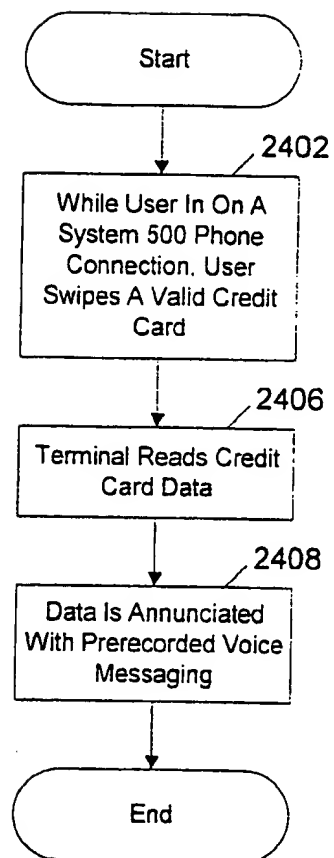 Start
2402
While User In On A
System 500 Phone
Connection. User
Swipes A Valid Credit
Card
2406
Terminal Reads Credit
Card Data
2408
Data Is Annunciated
With Prerecorded Voice
Messaging
End